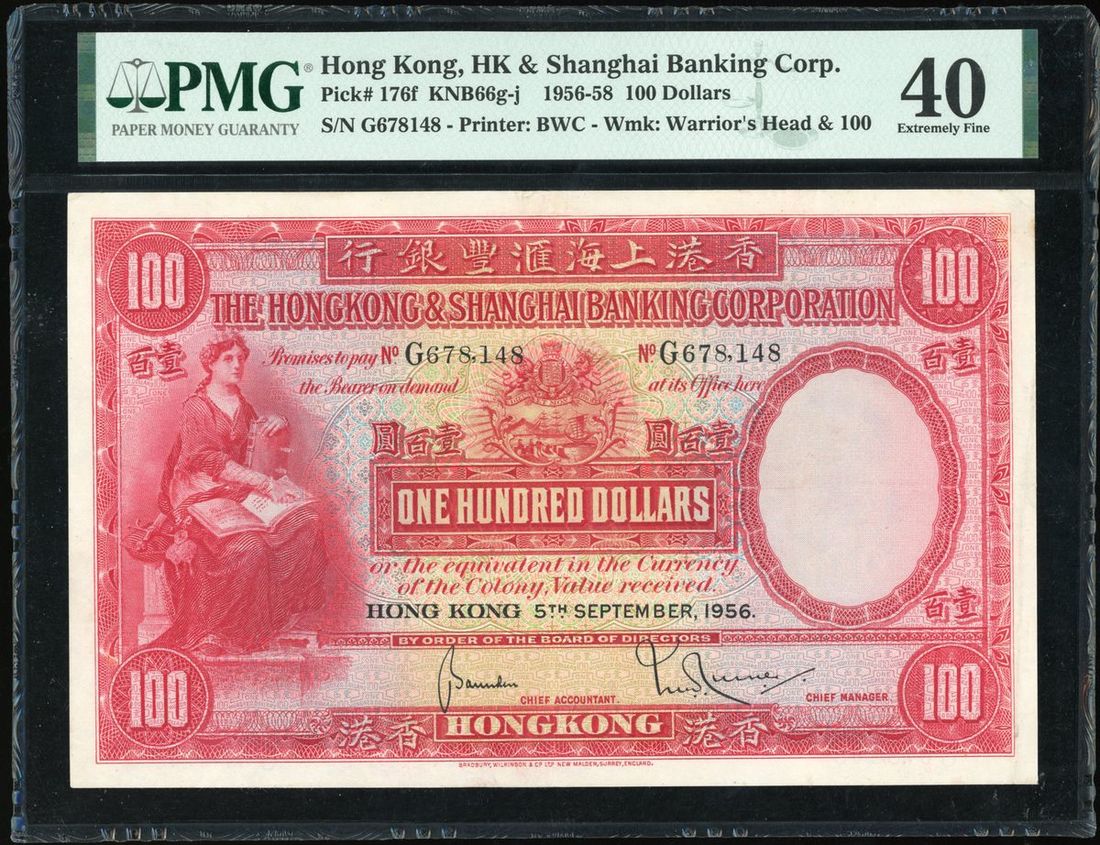 PMG®
PAPER MONEY GUARANTY
Hong Kong, HK & Shanghai Banking Corp.
Pick# 176f KNB66g-j 1956-58 100 Dollars
S/N G678148 - Printer: BWC - Wmk: Warrior's Head & 100
40
Extremely Fine
行銀豐滙海上港香
100
100
THE HONGKONG & SHANGHAI BANKING CORPORATION
百壹
百壹
Promises to pay Nº G678,148
Nº G678,148
the Bearer on demand
at its Office here
圓百壹
圓百壹
ONE HUNDRED DOLLARS
or the equivalent in the Currency
of the Colony, Value received.
百壹
HONG KONG 5TH SEPTEMBER, 1956.
BY ORDER OF THE BOARD OF DIRECTORS
100
100
CHIEF ACCOUNTANT.
CHIEF MANAGER
港香
HONGKONG
港香
BRADBURY, WILKINSON & Cº LTD NEW MALDEN, SURREY, ENGLAND.